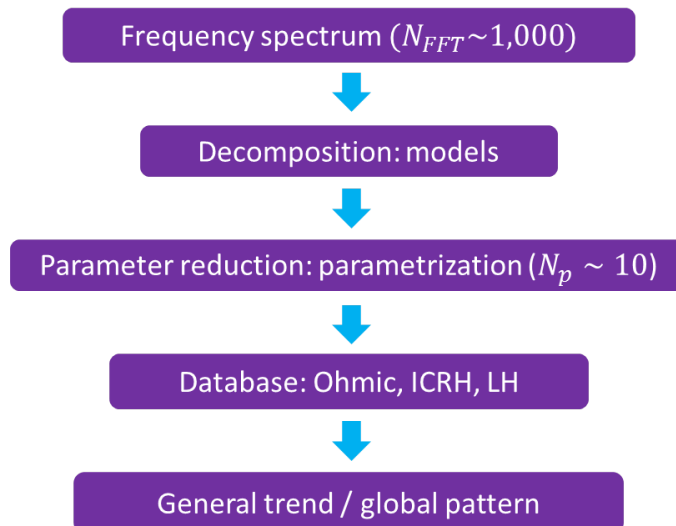 Frequency spectrum (N_FFT~1,000)
Decomposition: models
Parameter reduction: parametrization (N_p ~ 10)
Database: Ohmic, ICRH, LH
General trend / global pattern